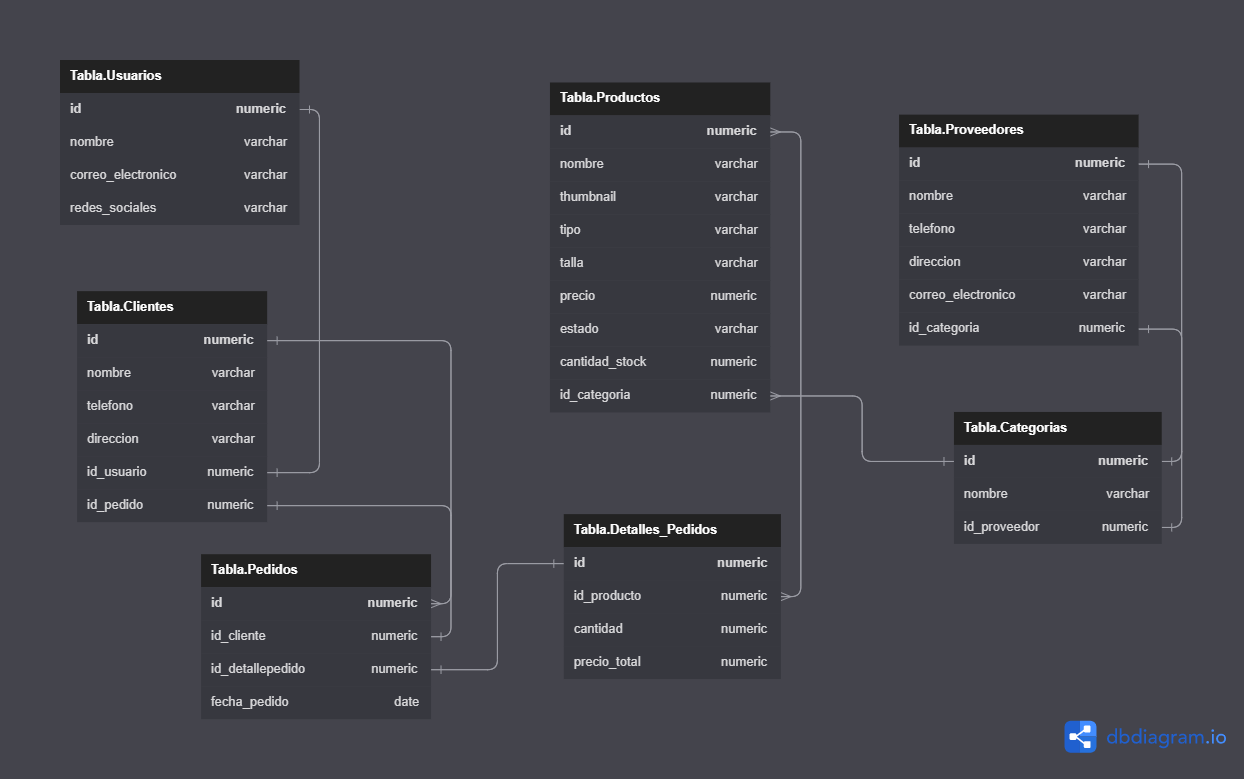 Tabla.Usuarios
id numeric
nombre varchar
correo_electronico varchar
redes_sociales varchar
Tabla.Clientes
id numeric
nombre varchar
telefono varchar
direccion varchar
id_usuario numeric
id_pedido numeric
Tabla.Pedidos
id numeric
id_cliente numeric
id_detallepedido numeric
fecha_pedido date
Tabla.Productos
id numeric
nombre varchar
thumbnail varchar
tipo varchar
talla varchar
precio numeric
estado varchar
cantidad_stock numeric
id_categoria numeric
Tabla.Detalles_Pedidos
id numeric
id_producto numeric
cantidad numeric
precio_total numeric
Tabla.Proveedores
id numeric
nombre varchar
telefono varchar
direccion varchar
correo_electronico varchar
id_categoria numeric
Tabla.Categorias
id numeric
nombre varchar
id_proveedor numeric
dbdiagram.io